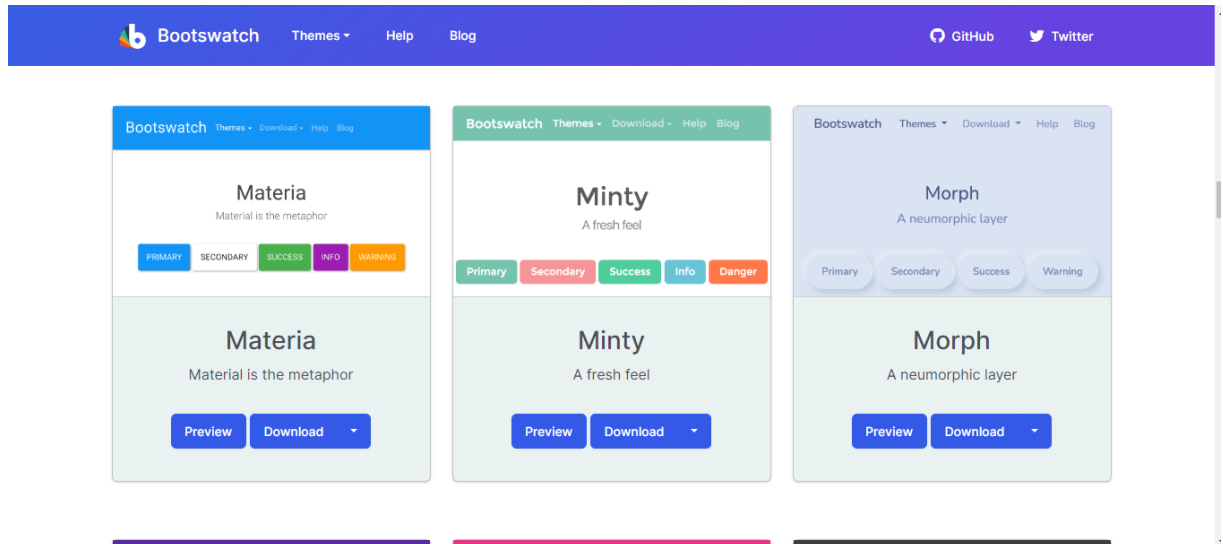 Bootswatch Themes Help Blog GitHub Twitter
Bootswatch Themes Download Help Blog
Materia
Material is the metaphor
PRIMARY SECONDARY SUCCESS INFO WARNING
Materia
Material is the metaphor
Preview Download
Bootswatch Themes Download Help Blog
Minty
A fresh feel
Primary Secondary Success Info Danger
Minty
A fresh feel
Preview Download
Bootswatch Themes Download Help Blog
Morph
A neumorphic layer
Primary Secondary Success Warning
Morph
A neumorphic layer
Preview Download